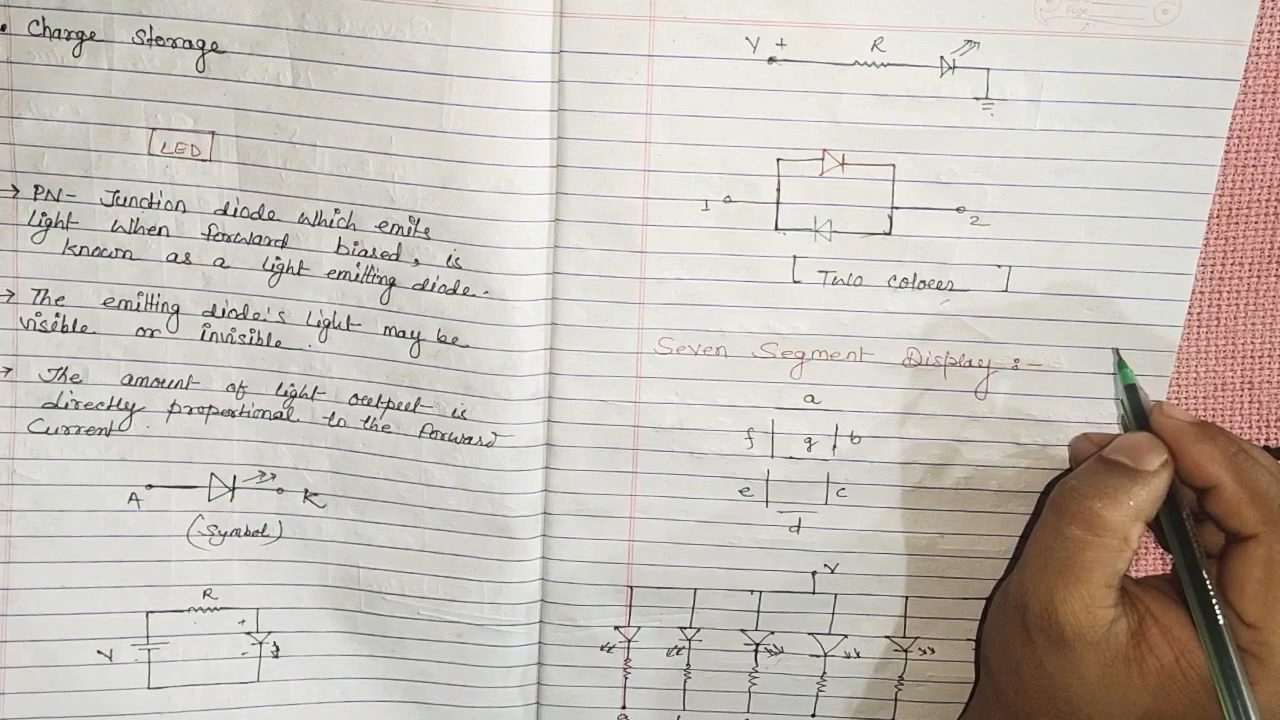 • Charge Storage
LED
→ PN- Junction diode which emits
light when forward biased, is
known as a light emitting diode.
→ The emitting diode's light may be
visible or invisible.
→ The amount of light output is
directly proportional to the forward
Current.
A K
(Symbol)
R
+
V
-
V + R
1 2
[ Two colour ]
Seven Segment Display :-
a
f g b
e c
d
V
a